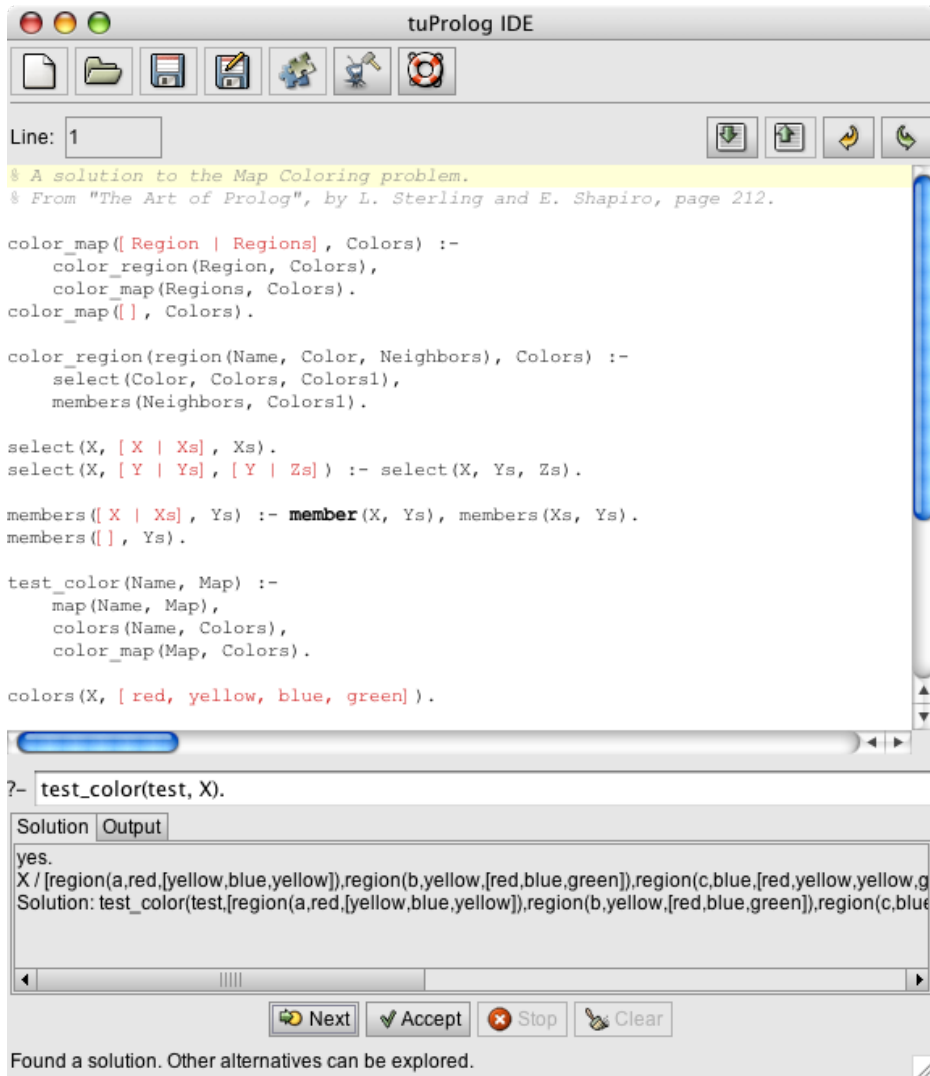 tuProlog IDE
Line: 1
% A solution to the Map Coloring problem.
% From "The Art of Prolog", by L. Sterling and E. Shapiro, page 212.
color_map([ Region | Regions], Colors) :-
    color_region(Region, Colors),
    color_map(Regions, Colors).
color_map([], Colors).
color_region(region(Name, Color, Neighbors), Colors) :-
    select(Color, Colors, Colors1),
    members(Neighbors, Colors1).
select(X, [ X | Xs], Xs).
select(X, [ Y | Ys], [ Y | Zs]) :- select(X, Ys, Zs).
members([ X | Xs], Ys) :- member(X, Ys), members(Xs, Ys).
members([], Ys).
test_color(Name, Map) :-
    map(Name, Map),
    colors(Name, Colors),
    color_map(Map, Colors).
colors(X, [ red, yellow, blue, green]).
?- test_color(test, X).
Solution Output
yes.
X / [region(a,red,[yellow,blue,yellow]),region(b,yellow,[red,blue,green]),region(c,blue,[red,yellow,yellow,g
Solution: test_color(test,[region(a,red,[yellow,blue,yellow]),region(b,yellow,[red,blue,green]),region(c,blue
Next Accept Stop Clear
Found a solution. Other alternatives can be explored.